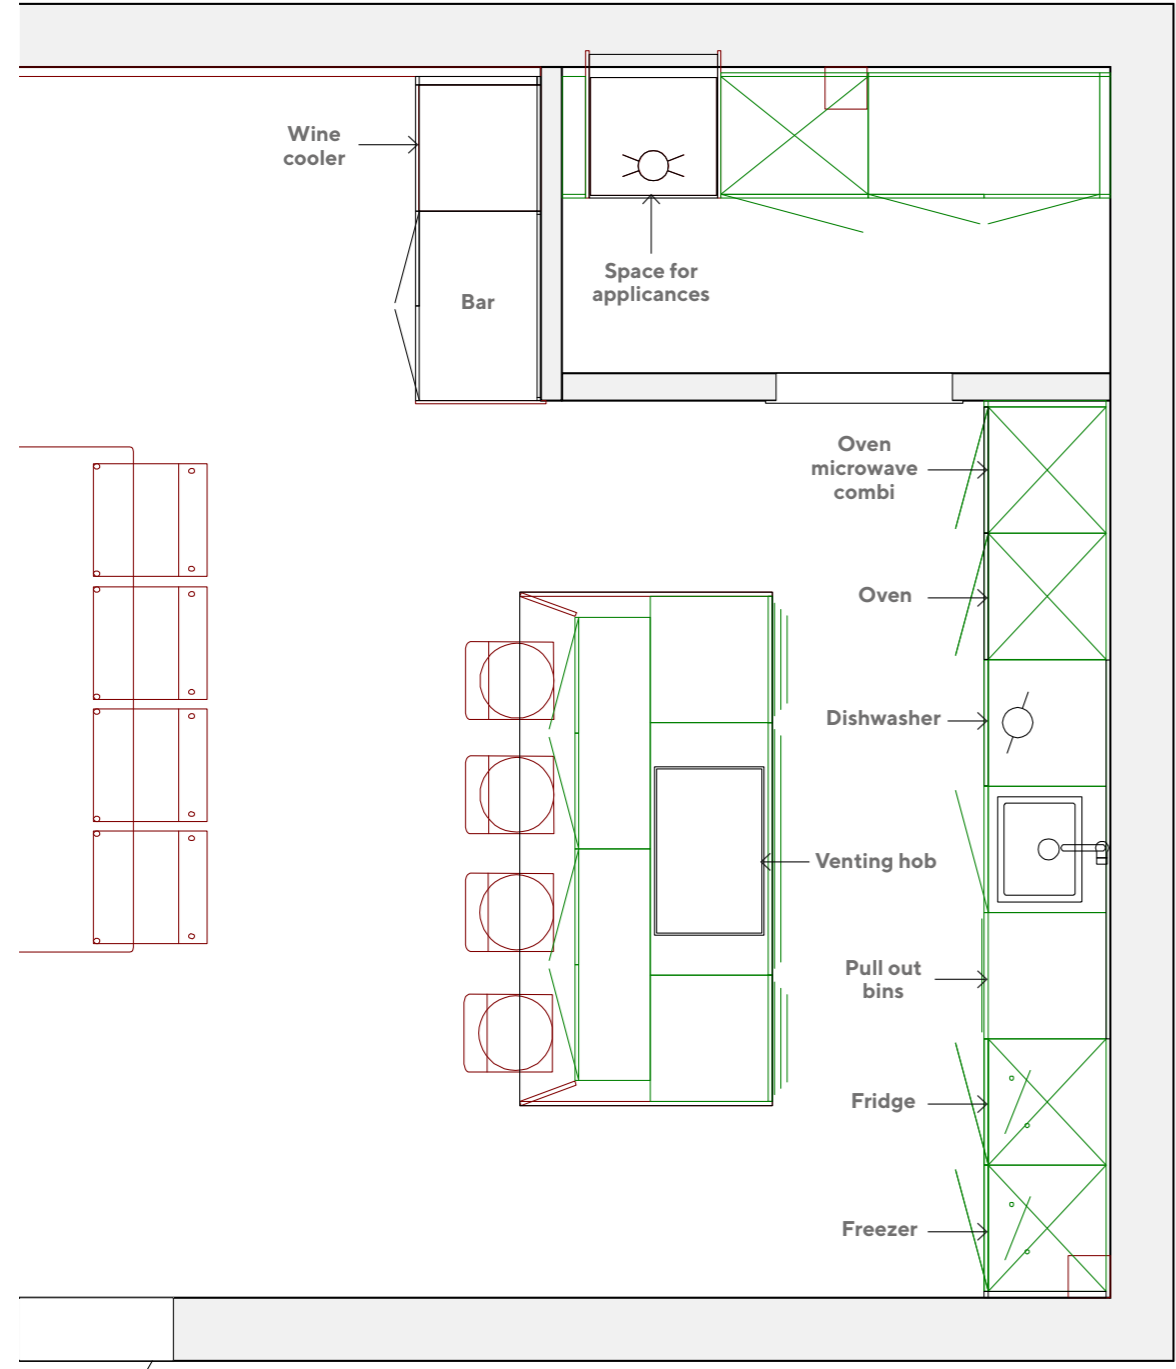 Wine
cooler
Space for
applicances
Bar
Oven
microwave
combi
Oven
Dishwasher
Venting hob
Pull out
bins
Fridge
Freezer